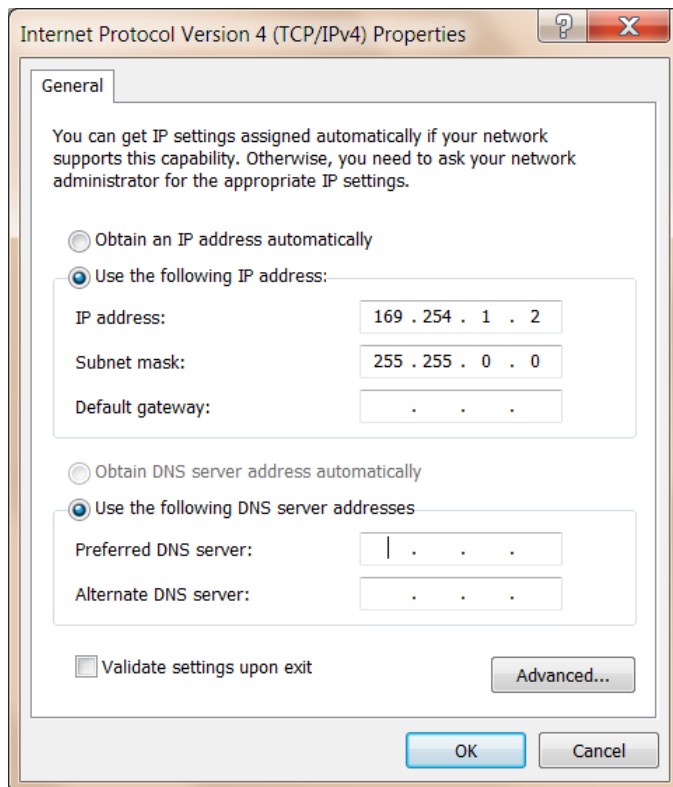 Internet Protocol Version 4 (TCP/IPv4) Properties
General
You can get IP settings assigned automatically if your network
supports this capability. Otherwise, you need to ask your network
administrator for the appropriate IP settings.
Obtain an IP address automatically
Use the following IP address:
IP address: 169 . 254 . 1 . 2
Subnet mask: 255 . 255 . 0 . 0
Default gateway: . . .
Obtain DNS server address automatically
Use the following DNS server addresses
Preferred DNS server: . . .
Alternate DNS server: . . .
Validate settings upon exit
Advanced...
OK Cancel